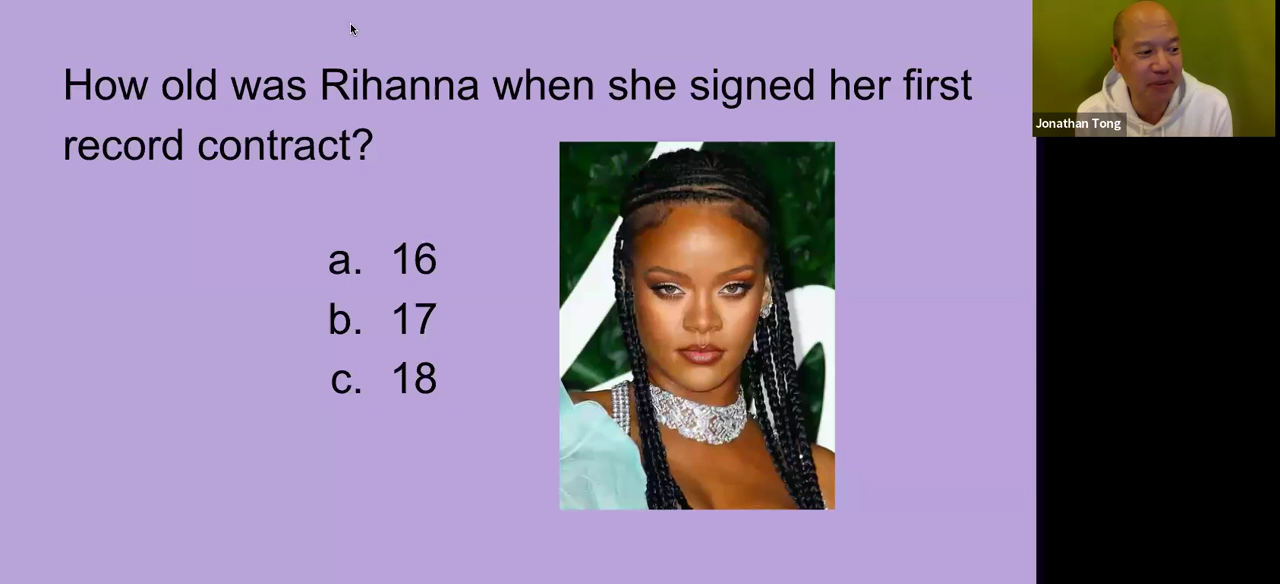 How old was Rihanna when she signed her first
record contract?
a. 16
b. 17
c. 18
Jonathan Tong